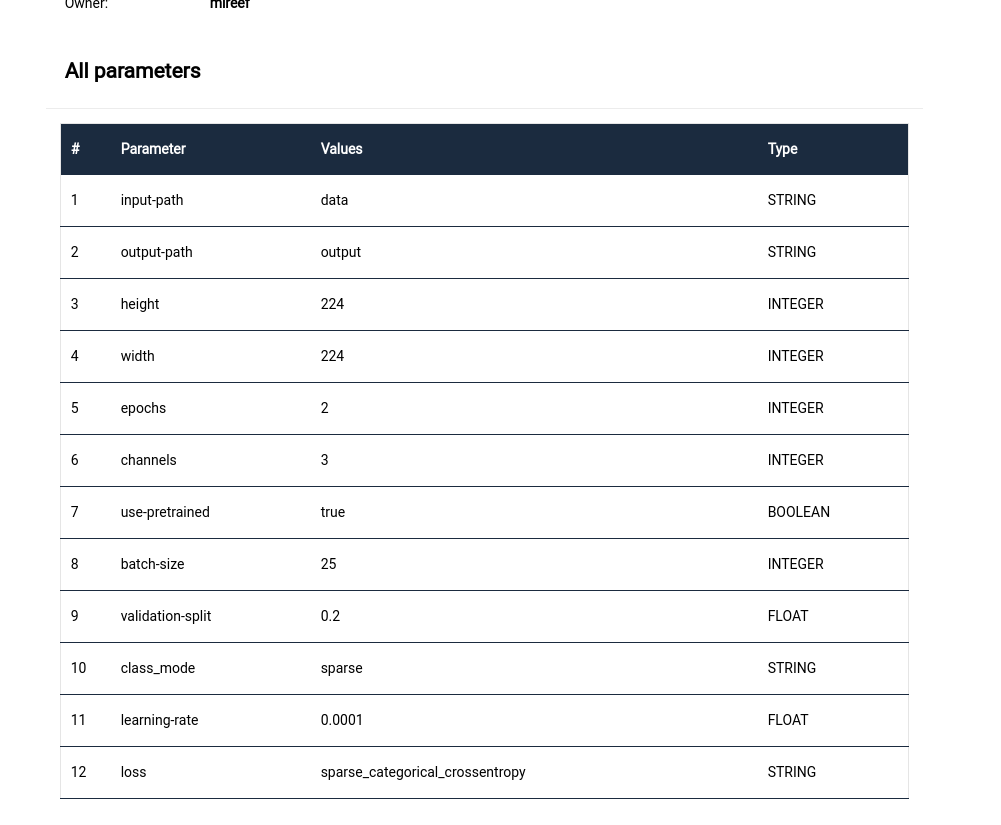 Owner: mlreef
All parameters
# Parameter Values Type
1 input-path data STRING
2 output-path output STRING
3 height 224 INTEGER
4 width 224 INTEGER
5 epochs 2 INTEGER
6 channels 3 INTEGER
7 use-pretrained true BOOLEAN
8 batch-size 25 INTEGER
9 validation-split 0.2 FLOAT
10 class_mode sparse STRING
11 learning-rate 0.0001 FLOAT
12 loss sparse_categorical_crossentropy STRING